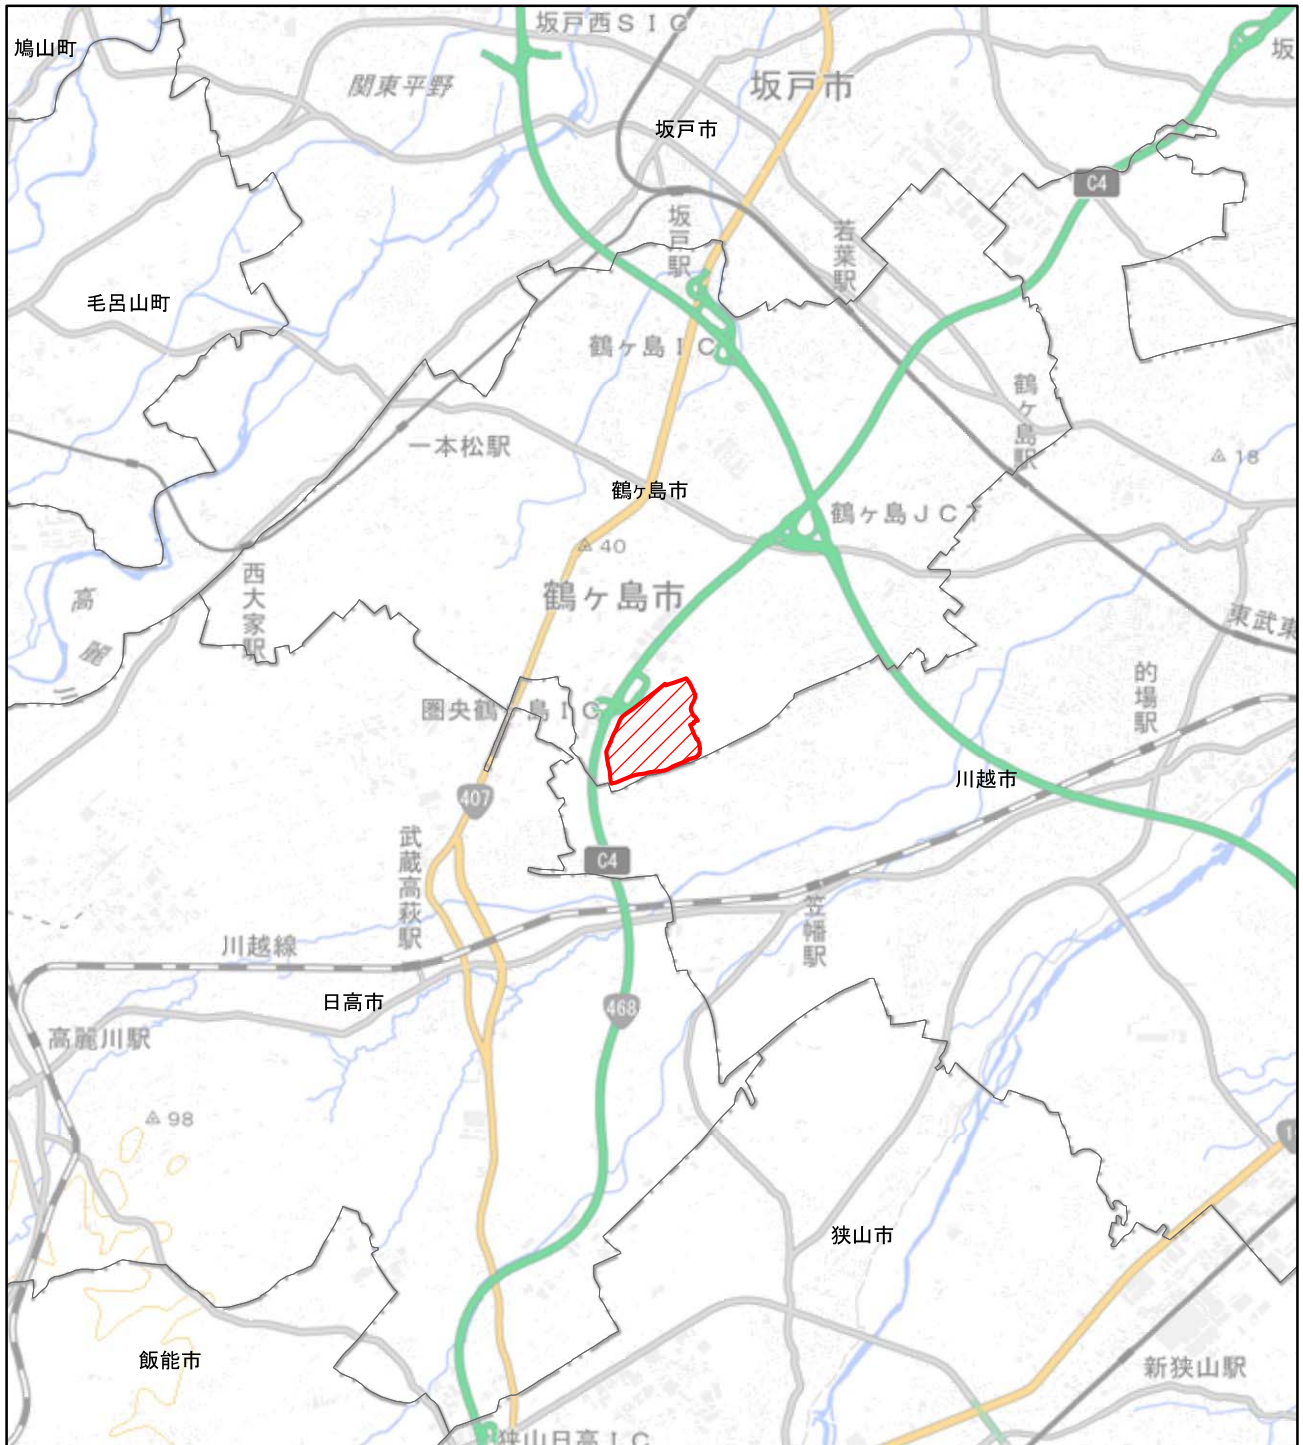 坂戸西ＳＩＣ
坂
鳩山町
関東平野
坂戸市
坂戸市
C4
坂戸駅
若葉駅
毛呂山町
鶴ヶ島ＩＣ
鶴ヶ島駅
一本松駅
18
鶴ヶ島市
鶴ヶ島ＪＣＴ
40
西大家駅
鶴ヶ島市
高麗川
東武東
的場駅
圏央鶴ヶ島ＩＣ
川越市
407
武蔵高萩駅
C4
笠幡駅
川越線
日高市
468
高麗川駅
98
1
狭山市
飯能市
新狭山駅
狭山日高ＩＣ